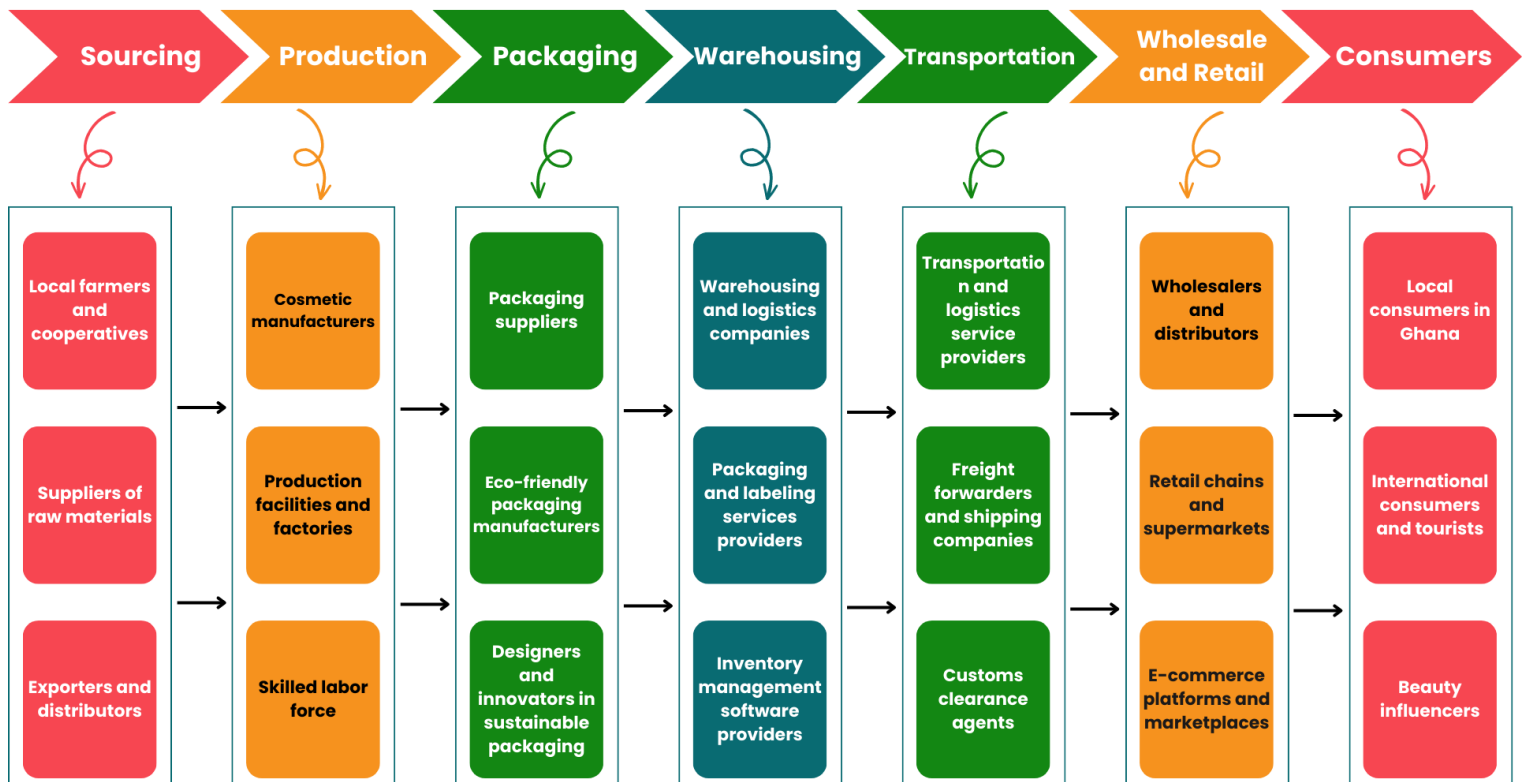 Sourcing
Production
Packaging
Warehousing
Transportation
Wholesale
and Retail
Consumers
Local farmers
and
cooperatives
Suppliers of
raw materials
Exporters and
distributors
Cosmetic
manufacturers
Production
facilities and
factories
Skilled labor
force
Packaging
suppliers
Eco-friendly
packaging
manufacturers
Designers
and
innovators in
sustainable
packaging
Warehousing
and logistics
companies
Packaging
and labeling
services
providers
Inventory
management
software
providers
Transportatio
n and
logistics
service
providers
Freight
forwarders
and shipping
companies
Customs
clearance
agents
Wholesalers
and
distributors
Retail chains
and
supermarkets
E-commerce
platforms and
marketplaces
Local
consumers in
Ghana
International
consumers
and tourists
Beauty
influencers